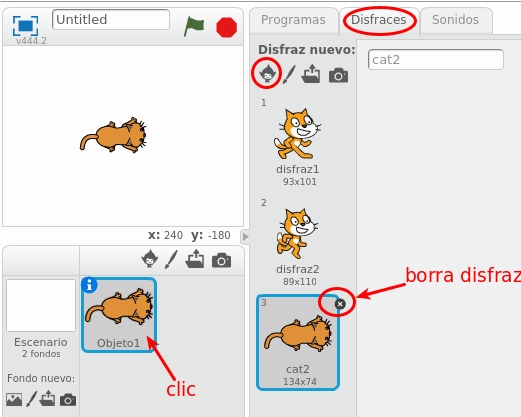 Untitled
v444.2
x: 240 y: -180
Escenario
2 fondos
Fondo nuevo:
Objeto1
clic
Programas
Disfraces
Sonidos
Disfraz nuevo:
cat2
1
disfraz1
93x101
2
disfraz2
89x110
3
cat2
134x74
borra disfraz